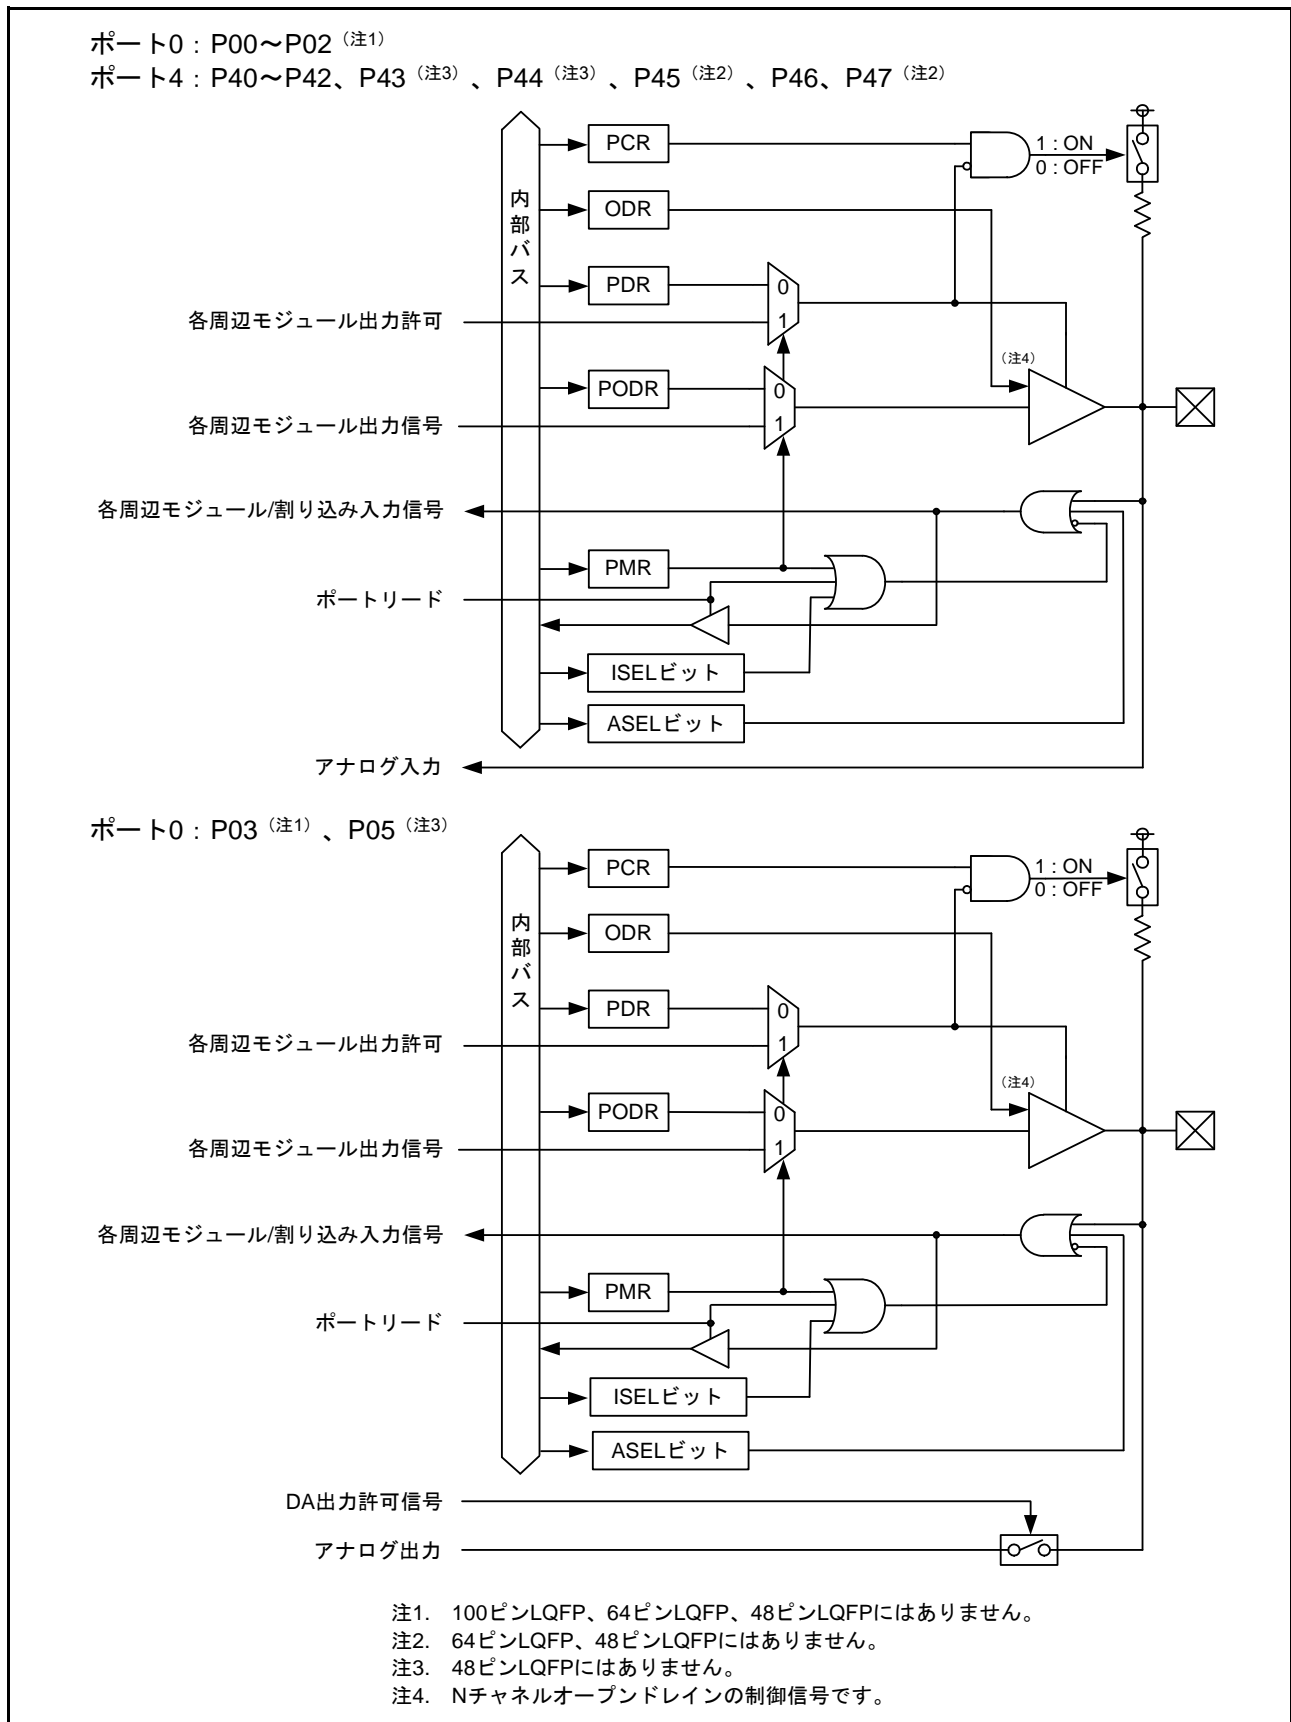 ポート0：P00～P02（注1）
ポート4：P40～P42、P43（注3）、P44（注3）、P45（注2）、P46、P47（注2）
PCR
1 : ON
0 : OFF
内部バス
ODR
PDR
0
1
各周辺モジュール出力許可
（注4）
PODR
0
1
各周辺モジュール出力信号
各周辺モジュール/割り込み入力信号
PMR
ポートリード
ISELビット
ASELビット
アナログ入力
ポート0：P03（注1）、P05（注3）
PCR
1 : ON
0 : OFF
内部バス
ODR
PDR
0
1
各周辺モジュール出力許可
（注4）
PODR
0
1
各周辺モジュール出力信号
各周辺モジュール/割り込み入力信号
PMR
ポートリード
ISELビット
ASELビット
DA出力許可信号
アナログ出力
注1. 100ピンLQFP、64ピンLQFP、48ピンLQFPにはありません。
注2. 64ピンLQFP、48ピンLQFPにはありません。
注3. 48ピンLQFPにはありません。
注4. Nチャネルオープンドレインの制御信号です。